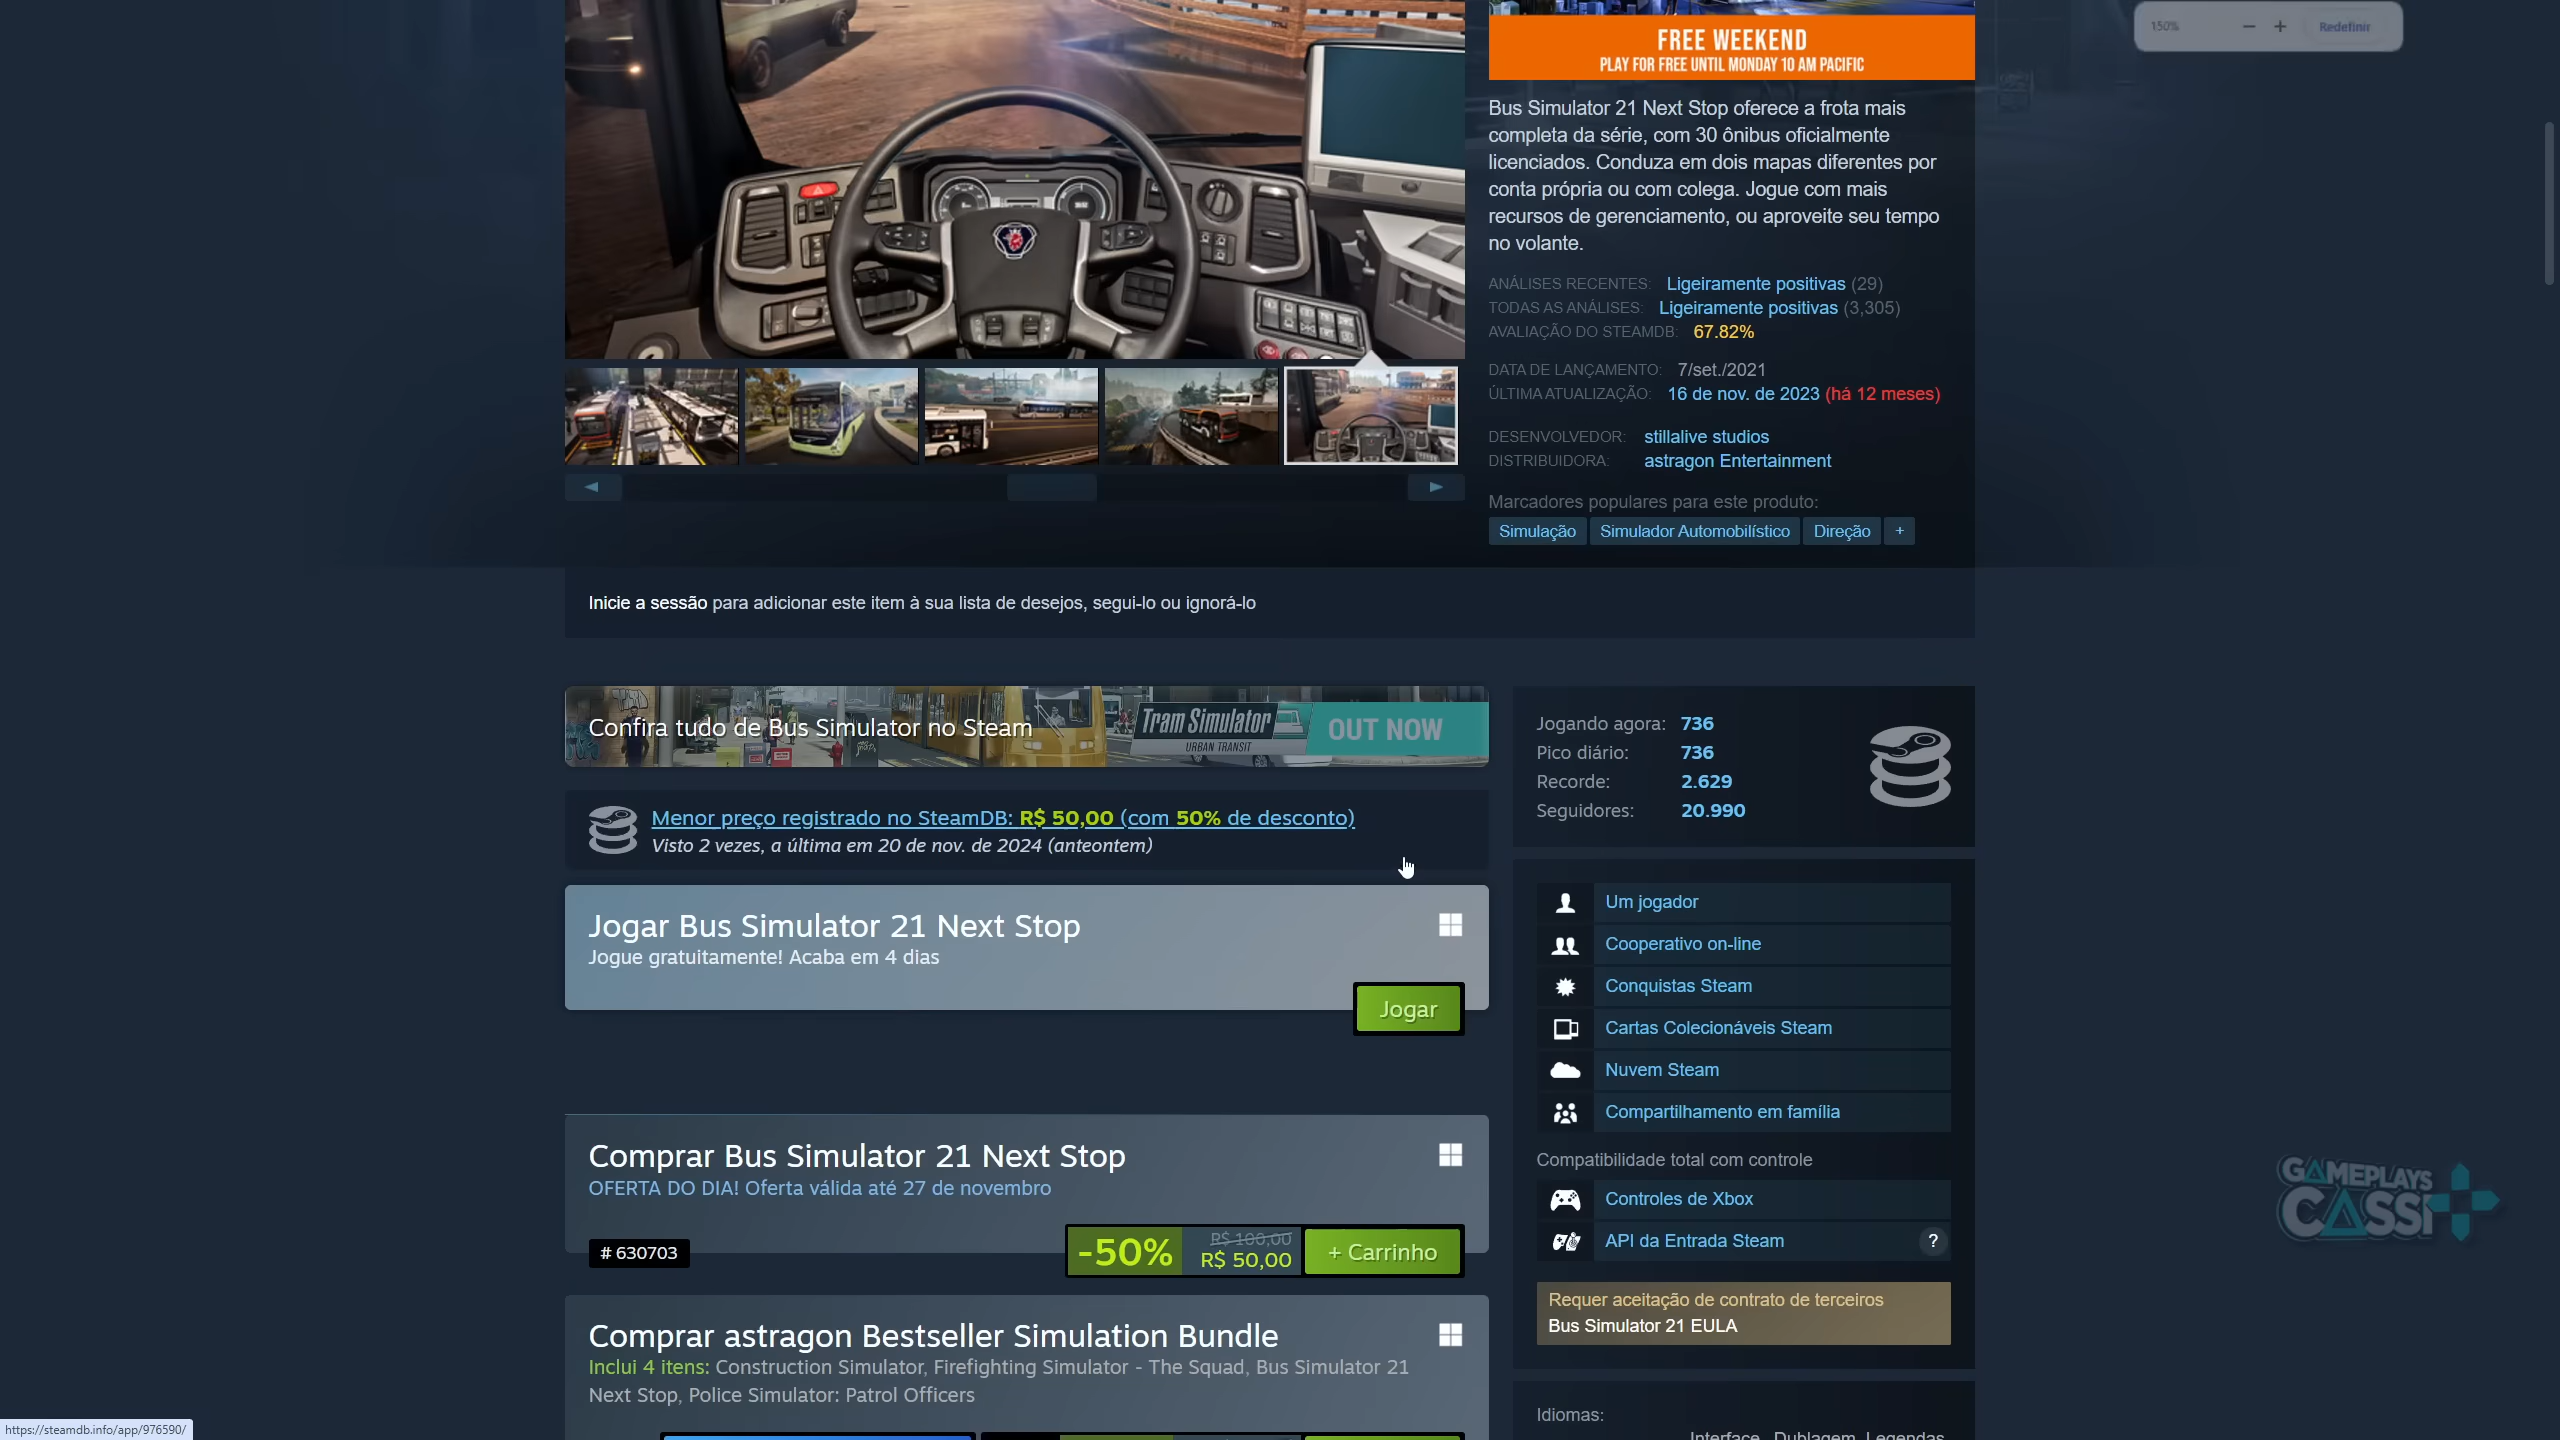 FREE WEEKEND
PLAY FOR FREE UNTIL MONDAY 10 AM PACIFIC
150%
Redefinir
Bus Simulator 21 Next Stop oferece a frota mais
completa da série, com 30 ônibus oficialmente
licenciados. Conduza em dois mapas diferentes por
conta própria ou com colega. Jogue com mais
recursos de gerenciamento, ou aproveite seu tempo
no volante.
ANÁLISES RECENTES: Ligeiramente positivas (29)
TODAS AS ANÁLISES: Ligeiramente positivas (3,305)
AVALIAÇÃO DO STEAMDB: 67.82%
DATA DE LANÇAMENTO: 7/set./2021
ÚLTIMA ATUALIZAÇÃO: 16 de nov. de 2023 (há 12 meses)
DESENVOLVEDOR: stillalive studios
DISTRIBUIDORA: astragon Entertainment
Marcadores populares para este produto:
Simulação Simulador Automobilístico Direção +
Inicie a sessão para adicionar este item à sua lista de desejos, segui-lo ou ignorá-lo
Confira tudo de Bus Simulator no Steam
Tram Simulator
URBAN TRANSIT
OUT NOW
Menor preço registrado no SteamDB: R$ 50,00 (com 50% de desconto)
Visto 2 vezes, a última em 20 de nov. de 2024 (anteontem)
Jogar Bus Simulator 21 Next Stop
Jogue gratuitamente! Acaba em 4 dias
Jogar
Comprar Bus Simulator 21 Next Stop
OFERTA DO DIA! Oferta válida até 27 de novembro
# 630703
-50%
R$ 100,00
R$ 50,00
+ Carrinho
Comprar astragon Bestseller Simulation Bundle
Inclui 4 itens: Construction Simulator, Firefighting Simulator - The Squad, Bus Simulator 21
Next Stop, Police Simulator: Patrol Officers
Jogando agora: 736
Pico diário: 736
Recorde: 2.629
Seguidores: 20.990
Um jogador
Cooperativo on-line
Conquistas Steam
Cartas Colecionáveis Steam
Nuvem Steam
Compartilhamento em família
Compatibilidade total com controle
Controles de Xbox
API da Entrada Steam ?
Requer aceitação de contrato de terceiros
Bus Simulator 21 EULA
Idiomas:
Interface Dublagem Legendas
GAMEPLAYS
CASSI
https://steamdb.info/app/976590/